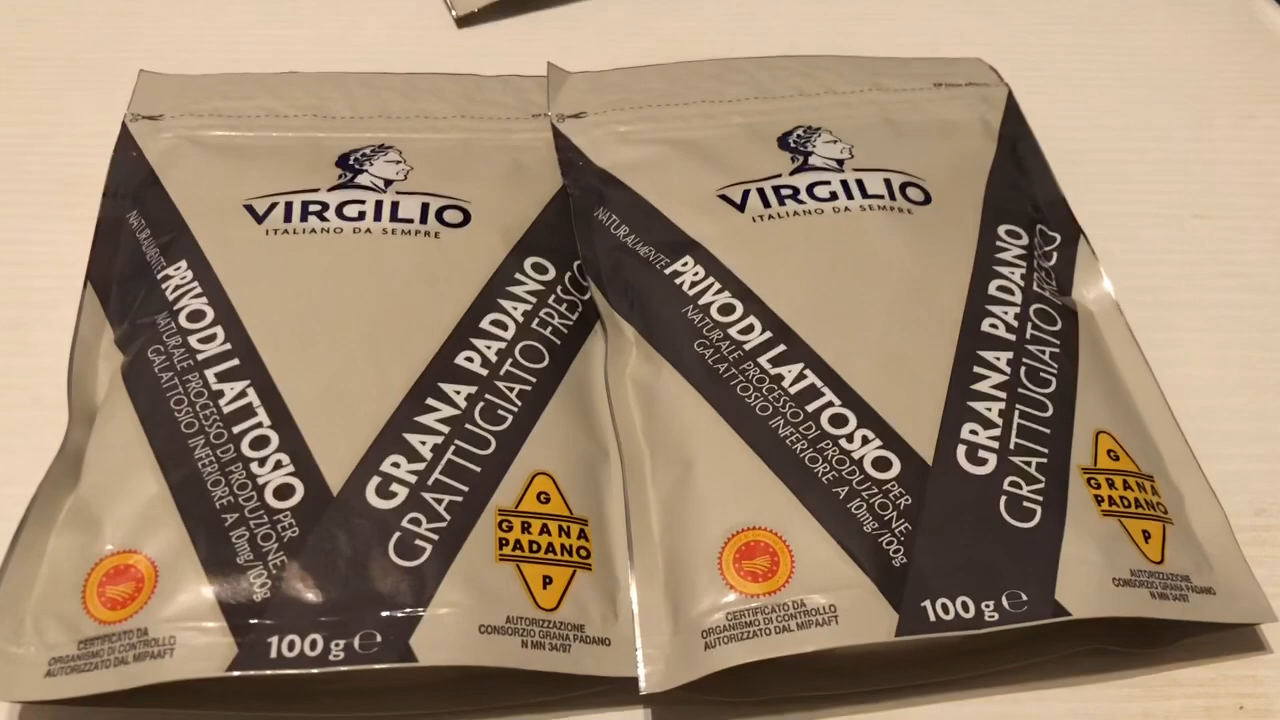 VIRGILIO
ITALIANO DA SEMPRE
NATURALMENTE
PRIVO DI LATTOSIO PER
NATURALE PROCESSO DI PRODUZIONE.
GALATTOSIO INFERIORE A 10mg/100g
GRANA PADANO
GRATTUGIATO FRESCO
G
GRANA
PADANO
P
AUTORIZZAZIONE
CONSORZIO GRANA PADANO
N MN 34/97
CERTIFICATO DA
ORGANISMO DI CONTROLLO
AUTORIZZATO DAL MIPAAFT
100 g ℮
VIRGILIO
ITALIANO DA SEMPRE
NATURALMENTE
PRIVO DI LATTOSIO PER
NATURALE PROCESSO DI PRODUZIONE.
GALATTOSIO INFERIORE A 10mg/100g
GRANA PADANO
GRATTUGIATO FRESCO
G
GRANA
PADANO
P
AUTORIZZAZIONE
CONSORZIO GRANA PADANO
N MN 34/97
CERTIFICATO DA
ORGANISMO DI CONTROLLO
AUTORIZZATO DAL MIPAAFT
100 g ℮